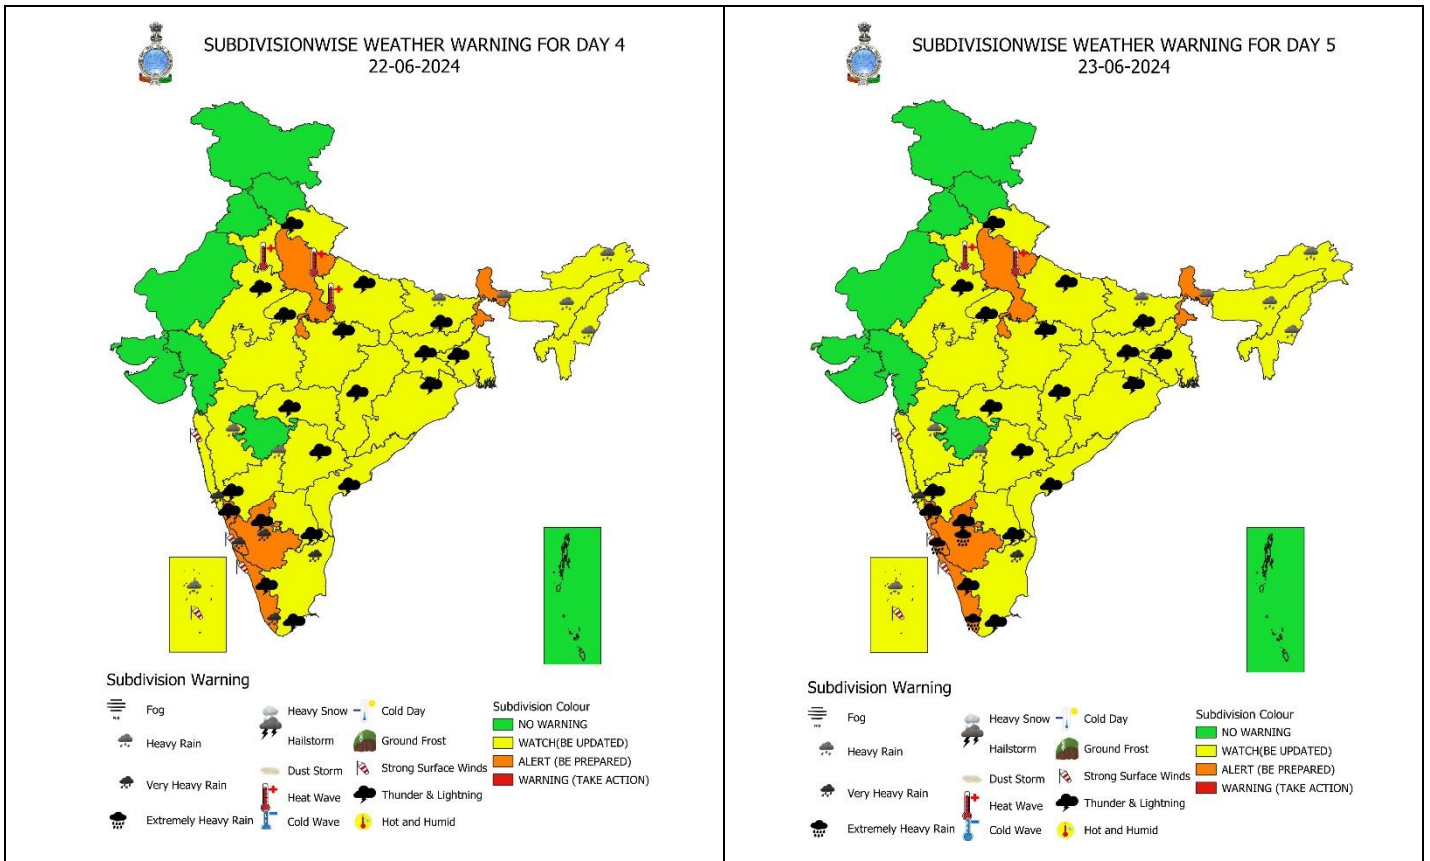 SUBDIVISIONWISE WEATHER WARNING FOR DAY 4
22-06-2024
Subdivision Warning
Fog
Heavy Rain
Very Heavy Rain
Extremely Heavy Rain
Heavy Snow
Hailstorm
Dust Storm
Heat Wave
Cold Wave
Cold Day
Ground Frost
Strong Surface Winds
Thunder & Lightning
Hot and Humid
Subdivision Colour
NO WARNING
WATCH(BE UPDATED)
ALERT (BE PREPARED)
WARNING (TAKE ACTION)
SUBDIVISIONWISE WEATHER WARNING FOR DAY 5
23-06-2024
Subdivision Warning
Fog
Heavy Rain
Very Heavy Rain
Extremely Heavy Rain
Heavy Snow
Hailstorm
Dust Storm
Heat Wave
Cold Wave
Cold Day
Ground Frost
Strong Surface Winds
Thunder & Lightning
Hot and Humid
Subdivision Colour
NO WARNING
WATCH(BE UPDATED)
ALERT (BE PREPARED)
WARNING (TAKE ACTION)